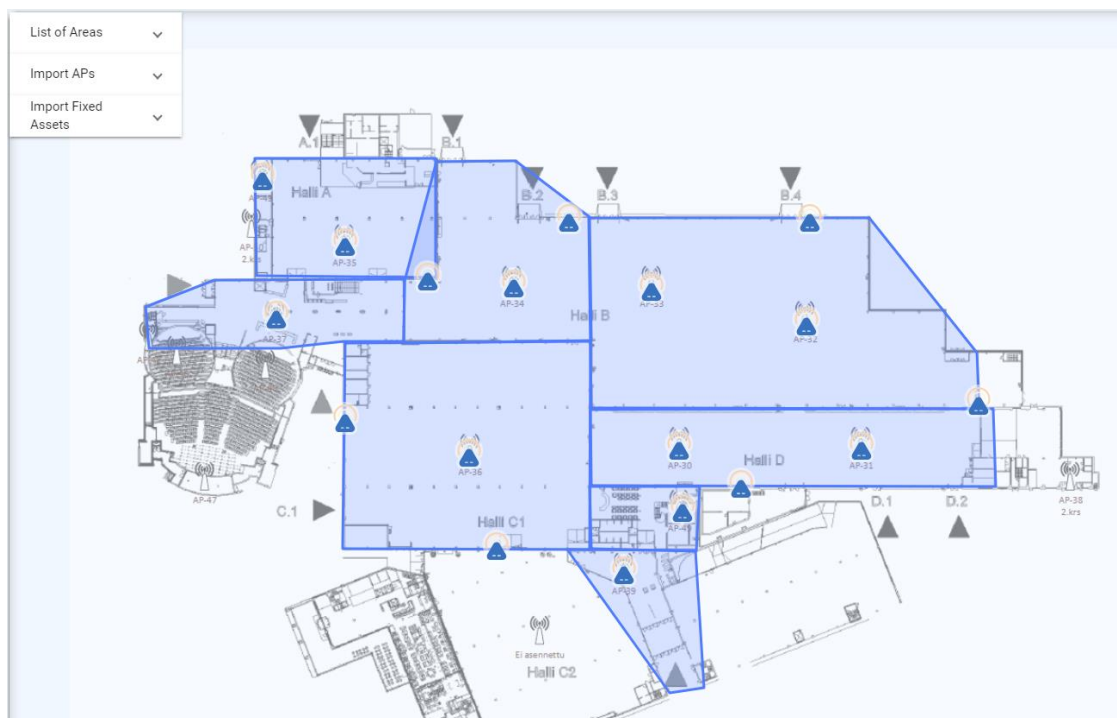 List of Areas
Import APs
Import Fixed
Assets
A.1
B.1
B.2
B.3
B.4
Halli A
2.krs
AP-35
AP-34
AP-33
AP-32
Halli B
AP-37
AP-36
AP-30
AP-31
Halli D
AP-47
AP-38
2.krs
C.1
D.1
D.2
Halli C1
AP-39
Ei asennettu
Halli C2